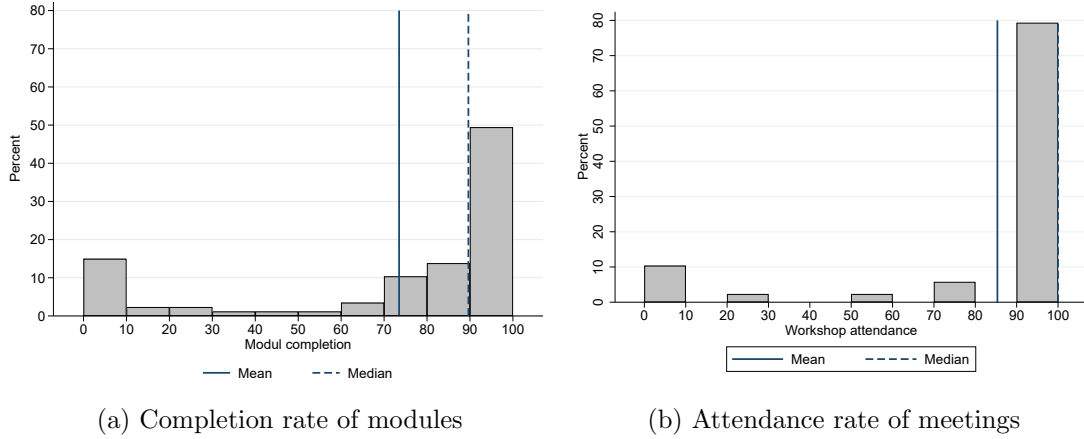 80
70
60
50
40
30
20
10
0
Percent
0 10 20 30 40 50 60 70 80 90 100
Modul completion
Mean Median
(a) Completion rate of modules
80
70
60
50
40
30
20
10
0
Percent
0 10 20 30 40 50 60 70 80 90 100
Workshop attendance
Mean Median
(b) Attendance rate of meetings